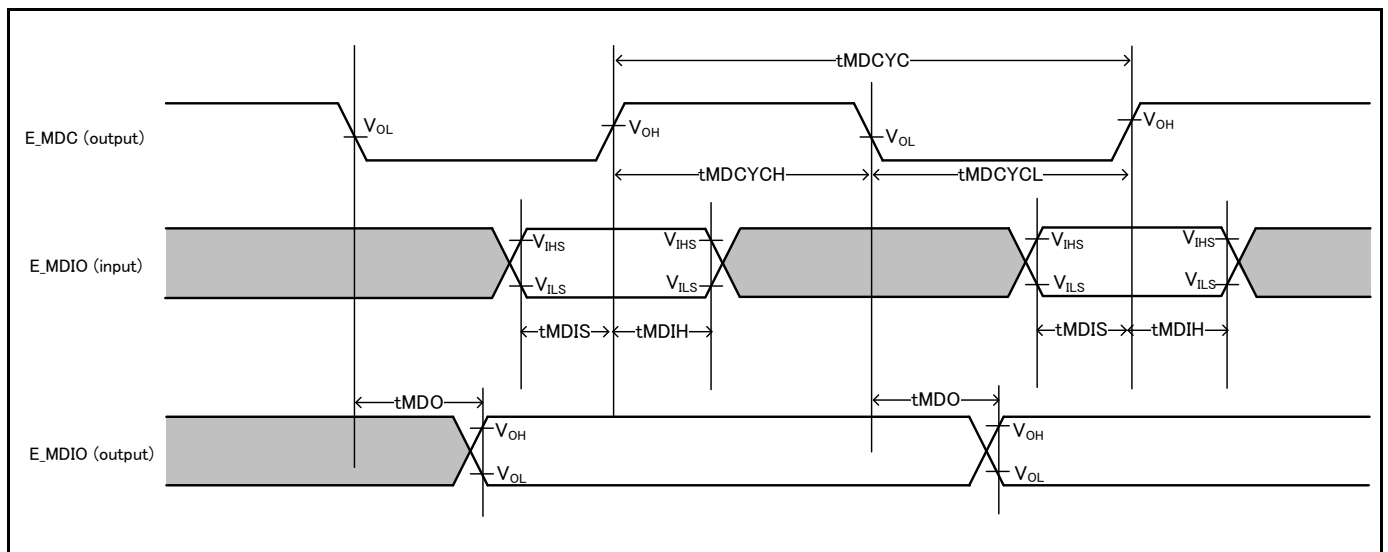 tMDCYC
E_MDC (output)
VOL
VOH
VOL
VOH
tMDCYCH
tMDCYCL
E_MDIO (input)
VIHS
VIHS
VIHS
VIHS
VILS
VILS
VILS
VILS
tMDIS
tMDIH
tMDIS
tMDIH
tMDO
tMDO
E_MDIO (output)
VOH
VOH
VOL
VOL